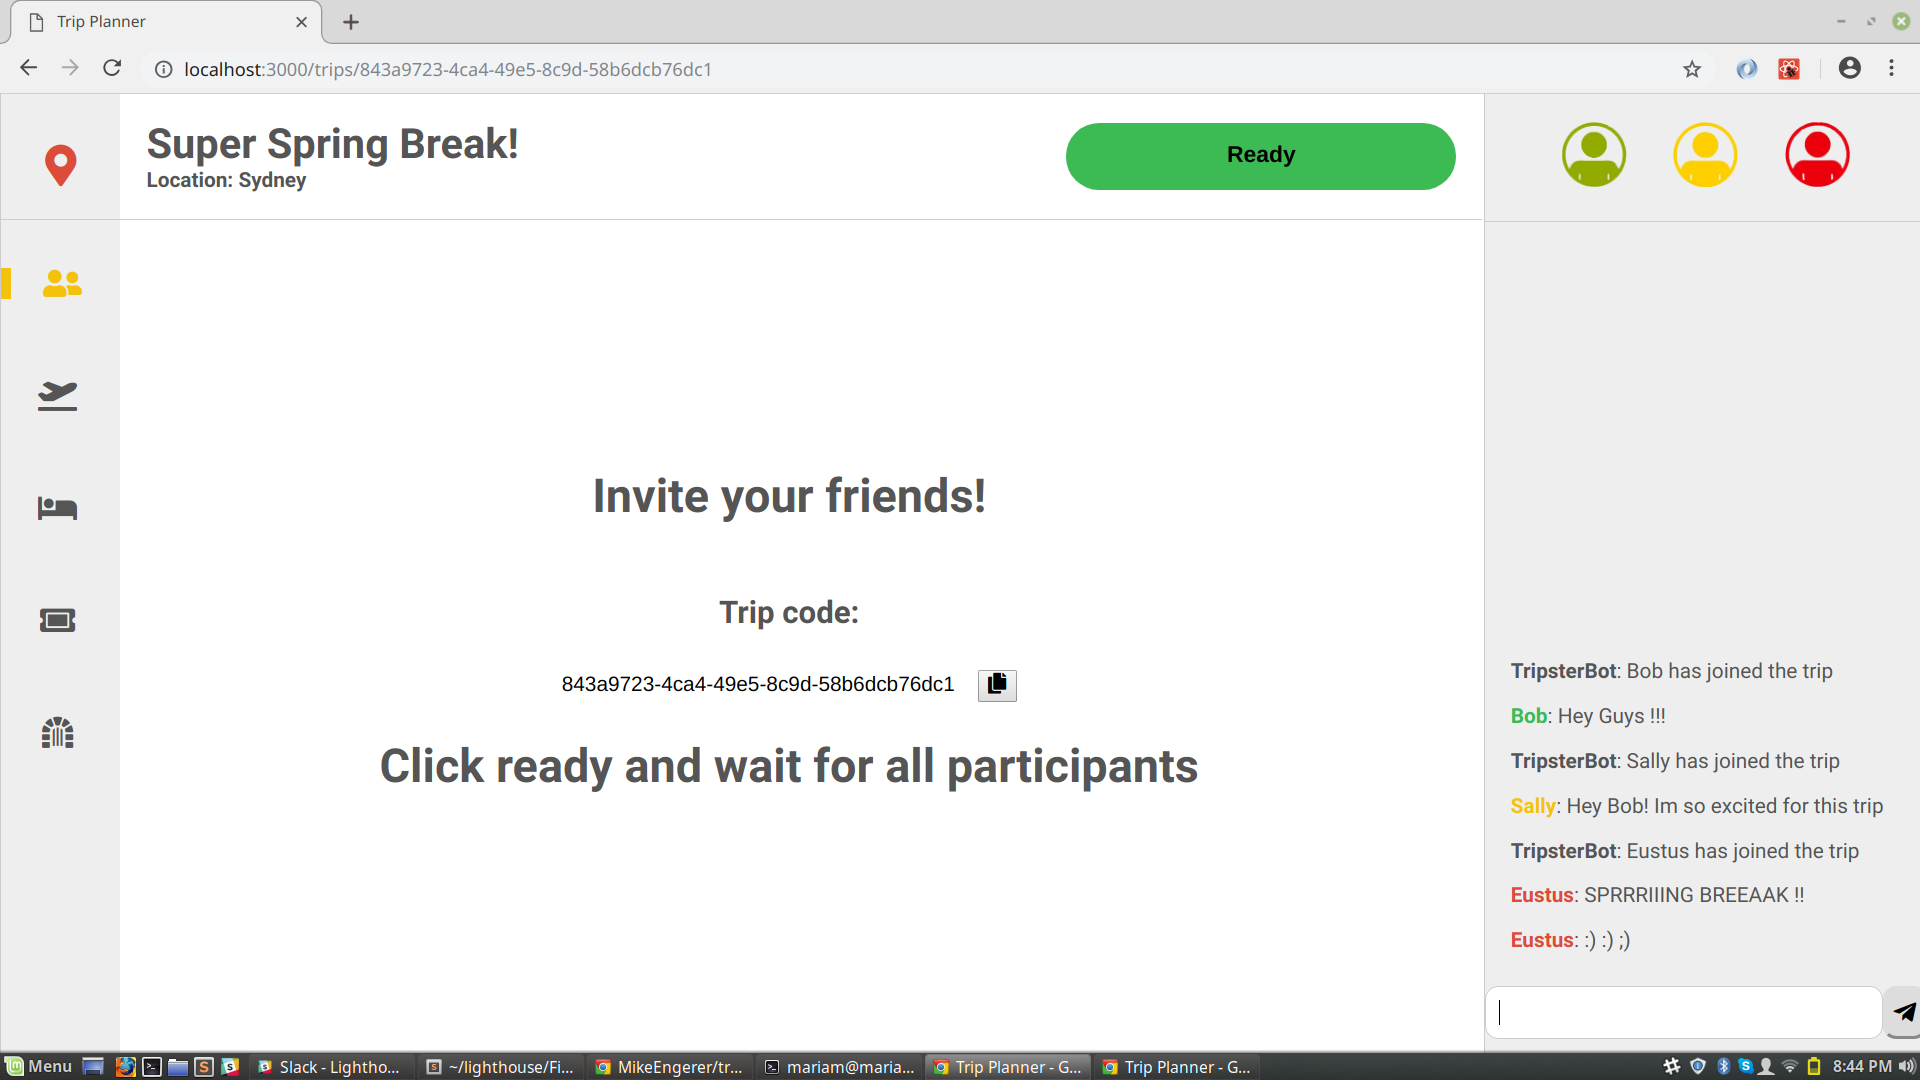 Trip Planner
localhost:3000/trips/843a9723-4ca4-49e5-8c9d-58b6dcb76dc1
Super Spring Break!
Location: Sydney
Ready
Invite your friends!
Trip code:
843a9723-4ca4-49e5-8c9d-58b6dcb76dc1
Click ready and wait for all participants
TripsterBot: Bob has joined the trip
Bob: Hey Guys !!!
TripsterBot: Sally has joined the trip
Sally: Hey Bob! Im so excited for this trip
TripsterBot: Eustus has joined the trip
Eustus: SPRRRIIING BREEAAK !!
Eustus: :) :) ;)
Menu
Slack - Lightho...
~/lighthouse/Fi...
MikeEngerer/tr...
mariam@maria...
Trip Planner - G...
Trip Planner - G...
8:44 PM